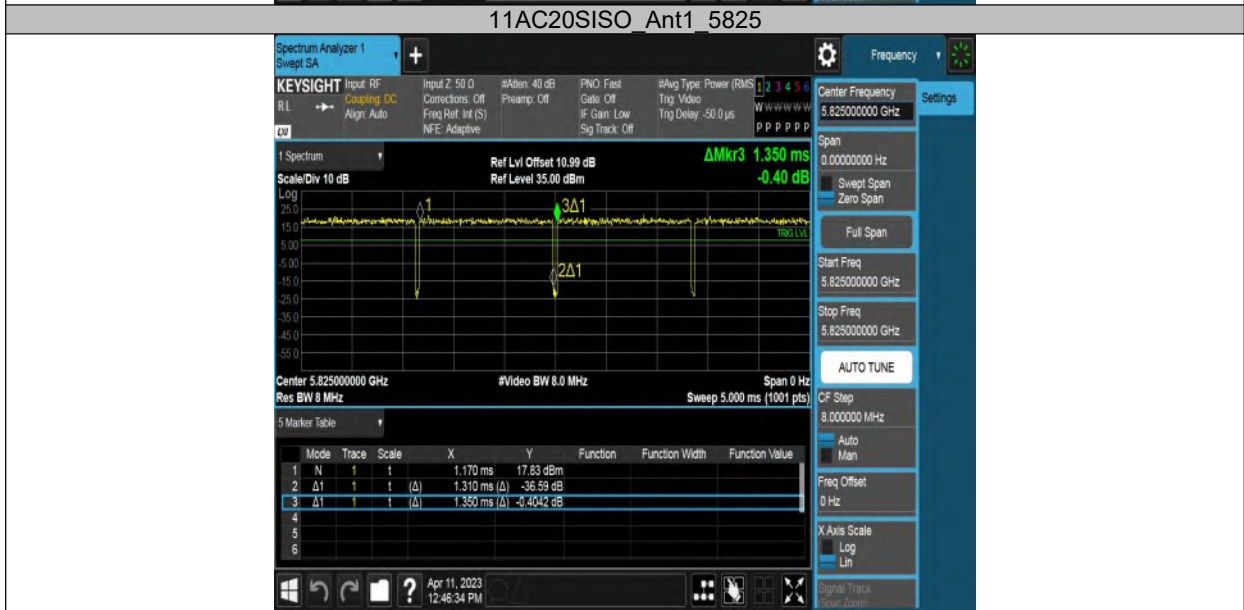 11AC20SISO_Ant1_5825
Spectrum Analyzer 1
Swept SA
+
Frequency
KEYSIGHT
Input: RF
Coupling: DC
Align: Auto
RL
LXI
Input Z: 50 Ω
Corrections: Off
Freq Ref: Int (S)
NFE: Adaptive
#Atten: 40 dB
Preamp: Off
PNO: Fast
Gate: Off
IF Gain: Low
Sig Track: Off
#Avg Type: Power (RMS
Trig: Video
Trig Delay: -50.0 μs
1 2 3 4 5 6
W W W W W W
P P P P P P
Center Frequency
5.825000000 GHz
Settings
Span
0.00000000 Hz
Swept Span
Zero Span
Full Span
Start Freq
5.825000000 GHz
Stop Freq
5.825000000 GHz
AUTO TUNE
CF Step
8.000000 MHz
Auto
Man
Freq Offset
0 Hz
X Axis Scale
Log
Lin
Signal Track
(Span Zoom)
1 Spectrum
Scale/Div 10 dB
Ref Lvl Offset 10.99 dB
Ref Level 35.00 dBm
ΔMkr3 1.350 ms
-0.40 dB
Log
25.0
15.0
5.00
-5.00
-15.0
-25.0
-35.0
-45.0
-55.0
1
3Δ1
2Δ1
TRIG LVL
Center 5.825000000 GHz
Res BW 8 MHz
#Video BW 8.0 MHz
Span 0 Hz
Sweep 5.000 ms (1001 pts)
5 Marker Table
Mode Trace Scale X Y Function Function Width Function Value
1 N 1 t 1.170 ms 17.83 dBm
2 Δ1 1 t (Δ) 1.310 ms (Δ) -36.59 dB
3 Δ1 1 t (Δ) 1.350 ms (Δ) -0.4042 dB
4
5
6
?
Apr 11, 2023
12:46:34 PM